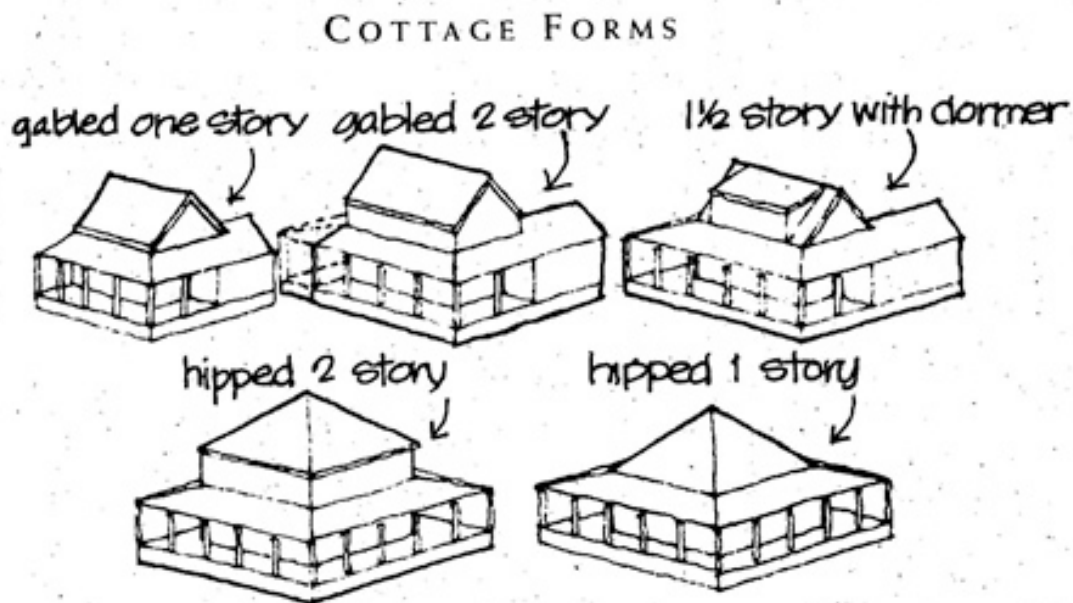 COTTAGE FORMS
gabled one story gabled 2 story 1½ story with dormer
hipped 2 story hipped 1 story